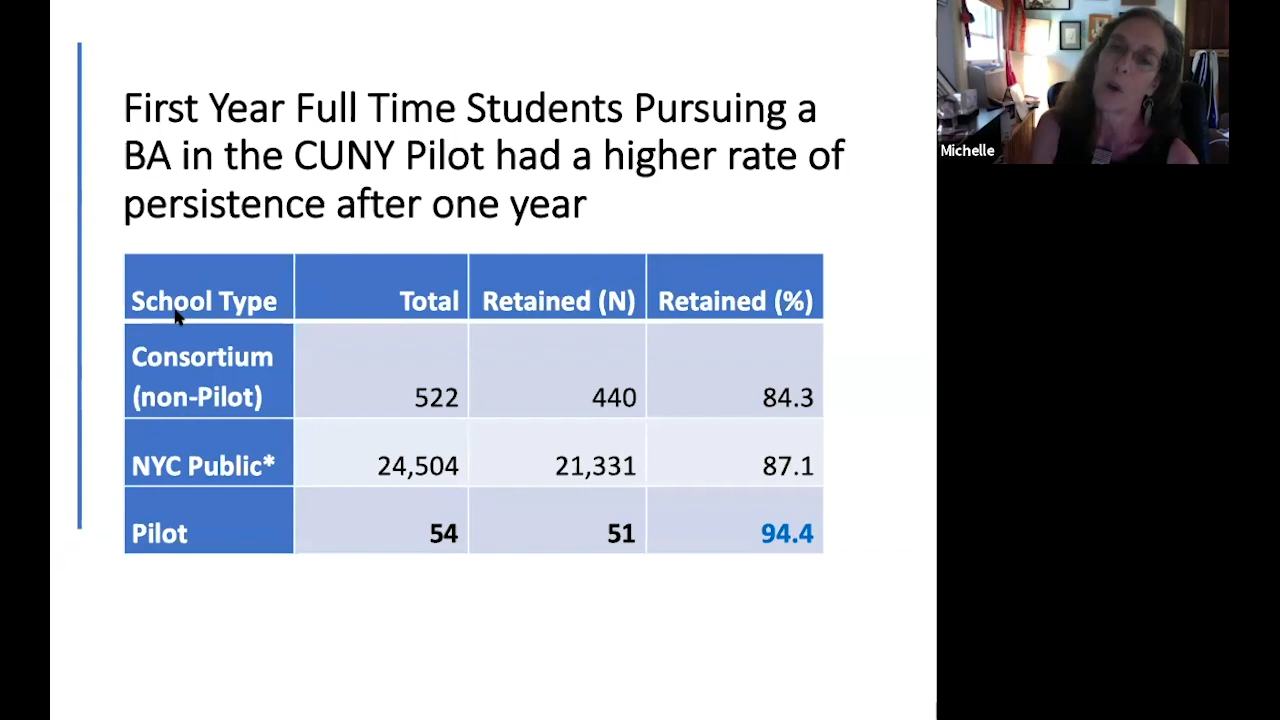 First Year Full Time Students Pursuing a
BA in the CUNY Pilot had a higher rate of
persistence after one year
School Type Total Retained (N) Retained (%)
Consortium
(non-Pilot) 522 440 84.3
NYC Public* 24,504 21,331 87.1
Pilot 54 51 94.4
Michelle